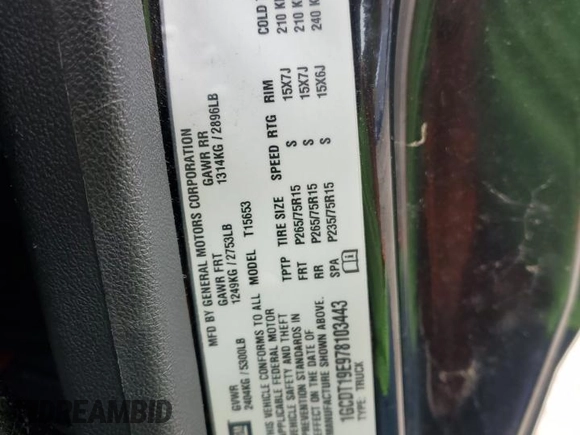 MFD BY GENERAL MOTORS CORPORATION
GVWR GAWR FRT GAWR RR
2404KG/5300LB 1249KG/2753LB 1314KG/2896LB
THIS VEHICLE CONFORMS TO ALL
APPLICABLE FEDERAL MOTOR
VEHICLE SAFETY AND THEFT
PREVENTION STANDARDS IN
EFFECT ON THE DATE OF
MANUFACTURE SHOWN ABOVE.
1GCDT19E978103443
TYPE: TRUCK
MODEL: T15653
TPTP TIRE SIZE SPEED RTG RIM COLD
FRT P265/75R15 S 15X7J 210
RR P265/75R15 S 15X7J 210
SPA P235/75R15 S 15X6J 240
epicvin